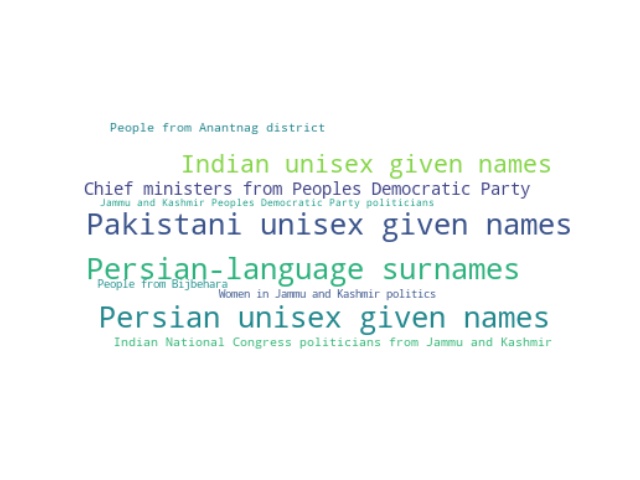 People from Anantnag district
Indian unisex given names
Chief ministers from Peoples Democratic Party
Jammu and Kashmir Peoples Democratic Party politicians
Pakistani unisex given names
Persian-language surnames
People from Bijbehara
Women in Jammu and Kashmir politics
Persian unisex given names
Indian National Congress politicians from Jammu and Kashmir